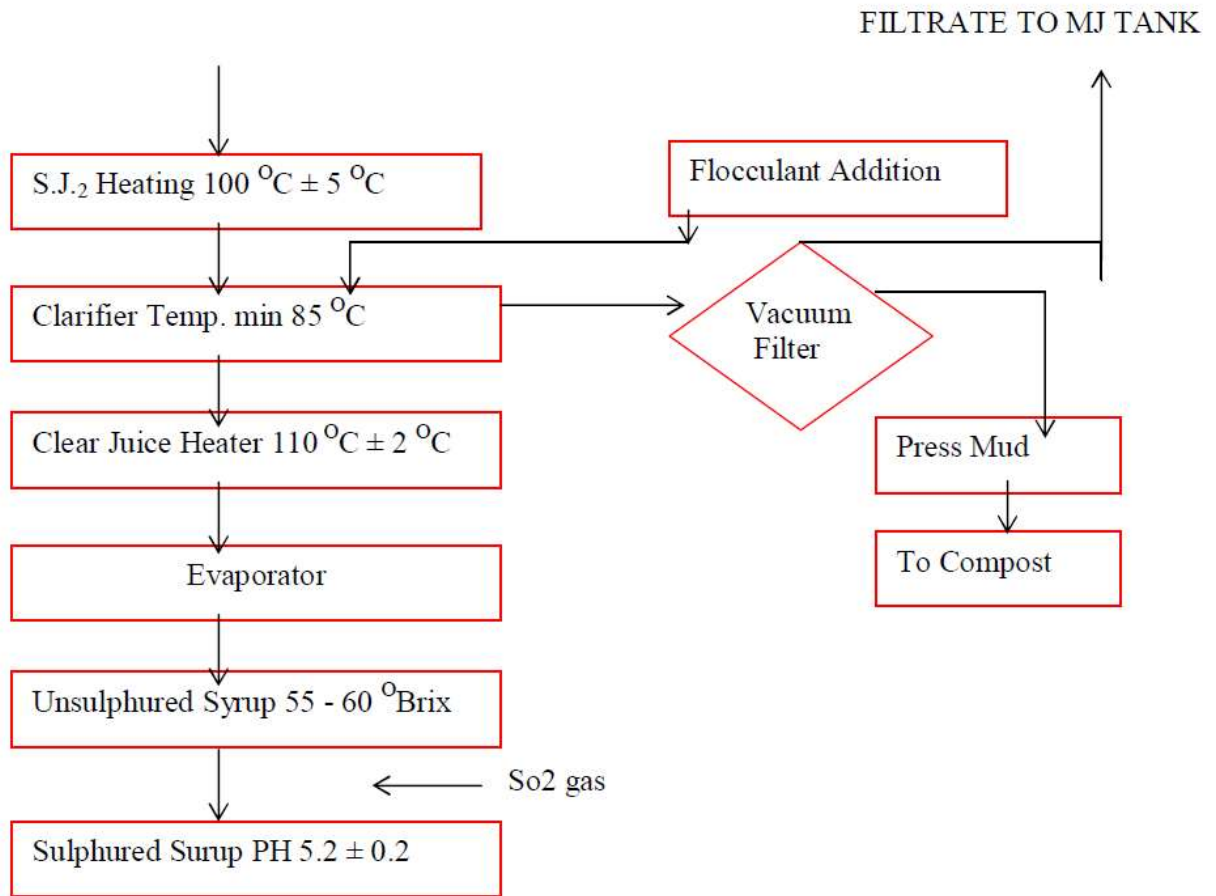 FILTRATE TO MJ TANK
S.J.₂ Heating 100 ᴼC ± 5 ᴼC
Flocculant Addition
Clarifier Temp. min 85 ᴼC
Vacuum
Filter
Clear Juice Heater 110 ᴼC ± 2 ᴼC
Press Mud
Evaporator
To Compost
Unsulphured Syrup 55 - 60 ᴼBrix
So2 gas
Sulphured Surup PH 5.2 ± 0.2